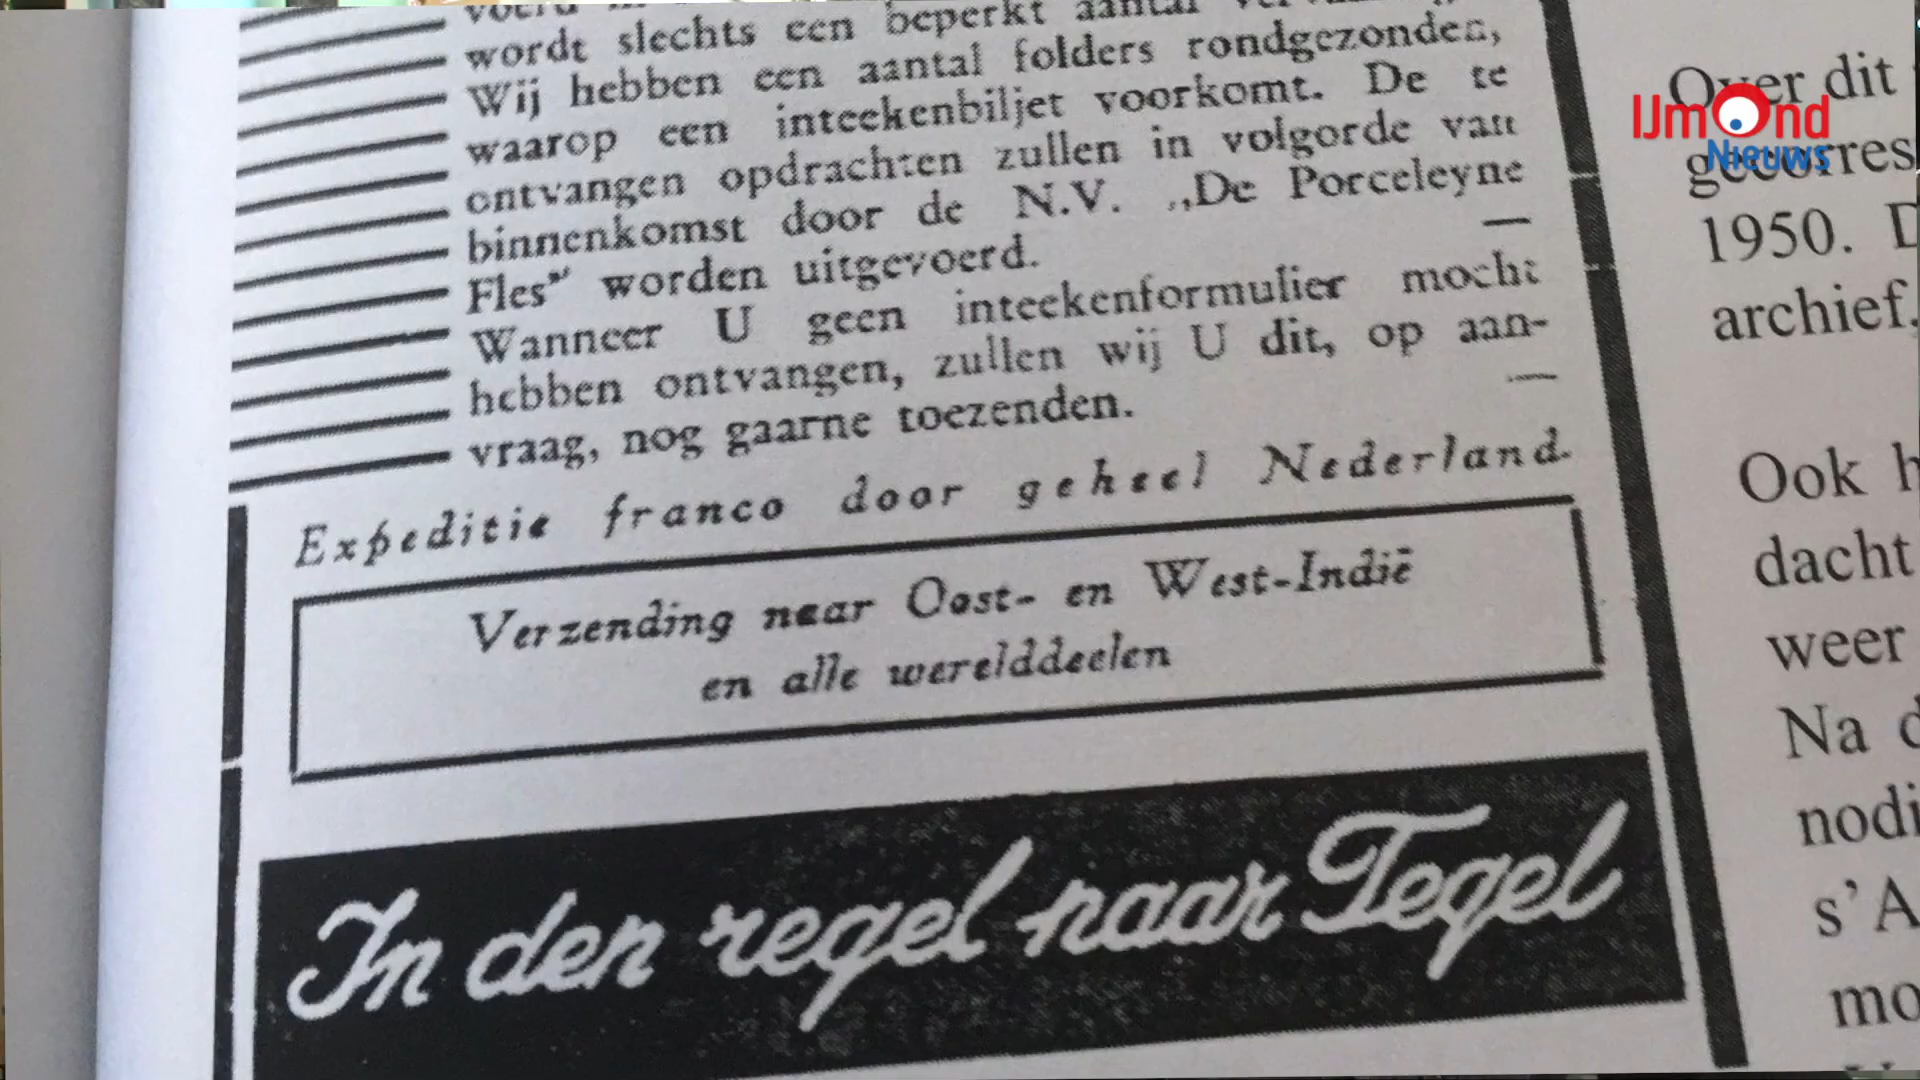 wordt slechts een beperkt aantal
Wij hebben een aantal folders rondgezonden,
waarop een inteekenbiljet voorkomt. De te
ontvangen opdrachten zullen in volgorde van
binnenkomst door de N.V. „De Porceleyne
Fles" worden uitgevoerd. —
Wanneer U geen inteekenformulier mocht
hebben ontvangen, zullen wij U dit, op aan-
vraag, nog gaarne toezenden. —
Expeditie franco door geheel Nederland.
Verzending naar Oost- en West-Indië
en alle werelddeelen
In den regel naar Tegel
Over dit
1950. D
archief.
Ook h
dacht
weer
Na d
nodi
s'A
mo
IJmond
Nieuws